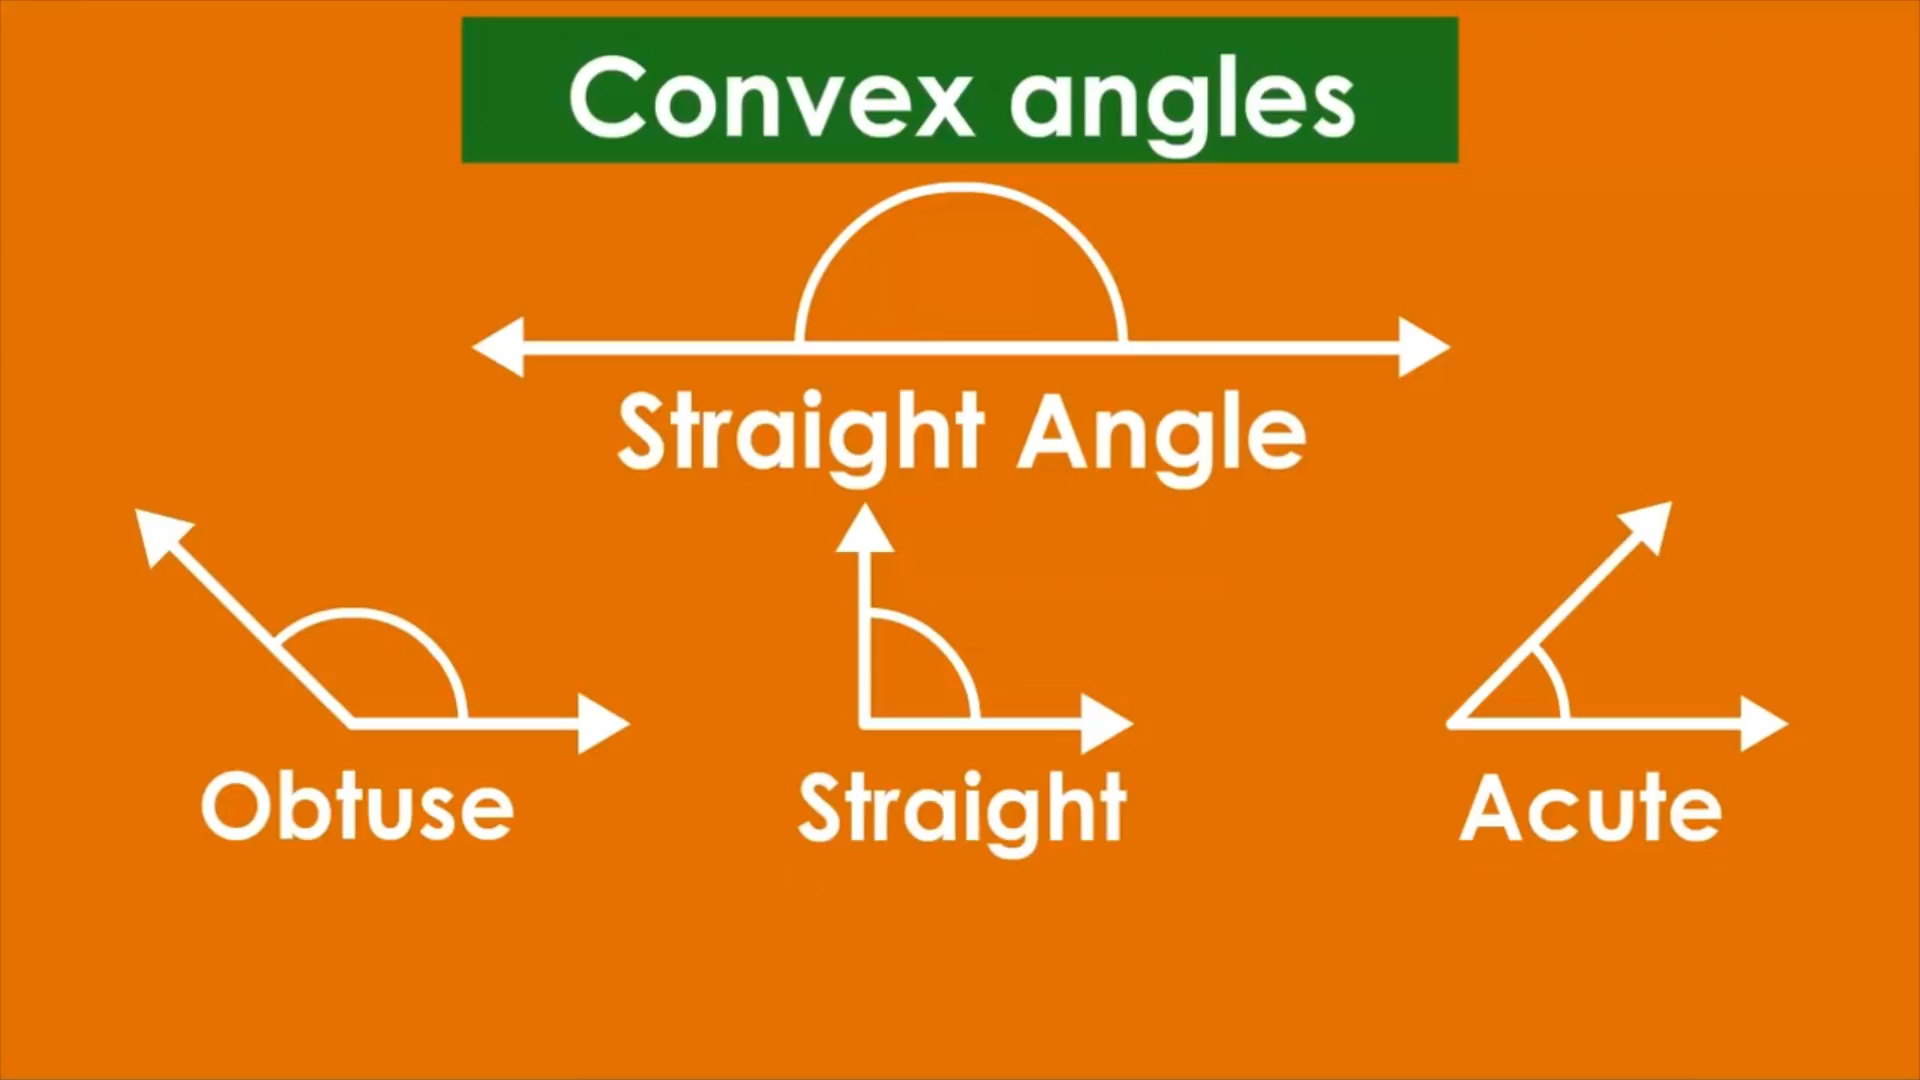 Convex angles
Straight Angle
Obtuse
Straight
Acute